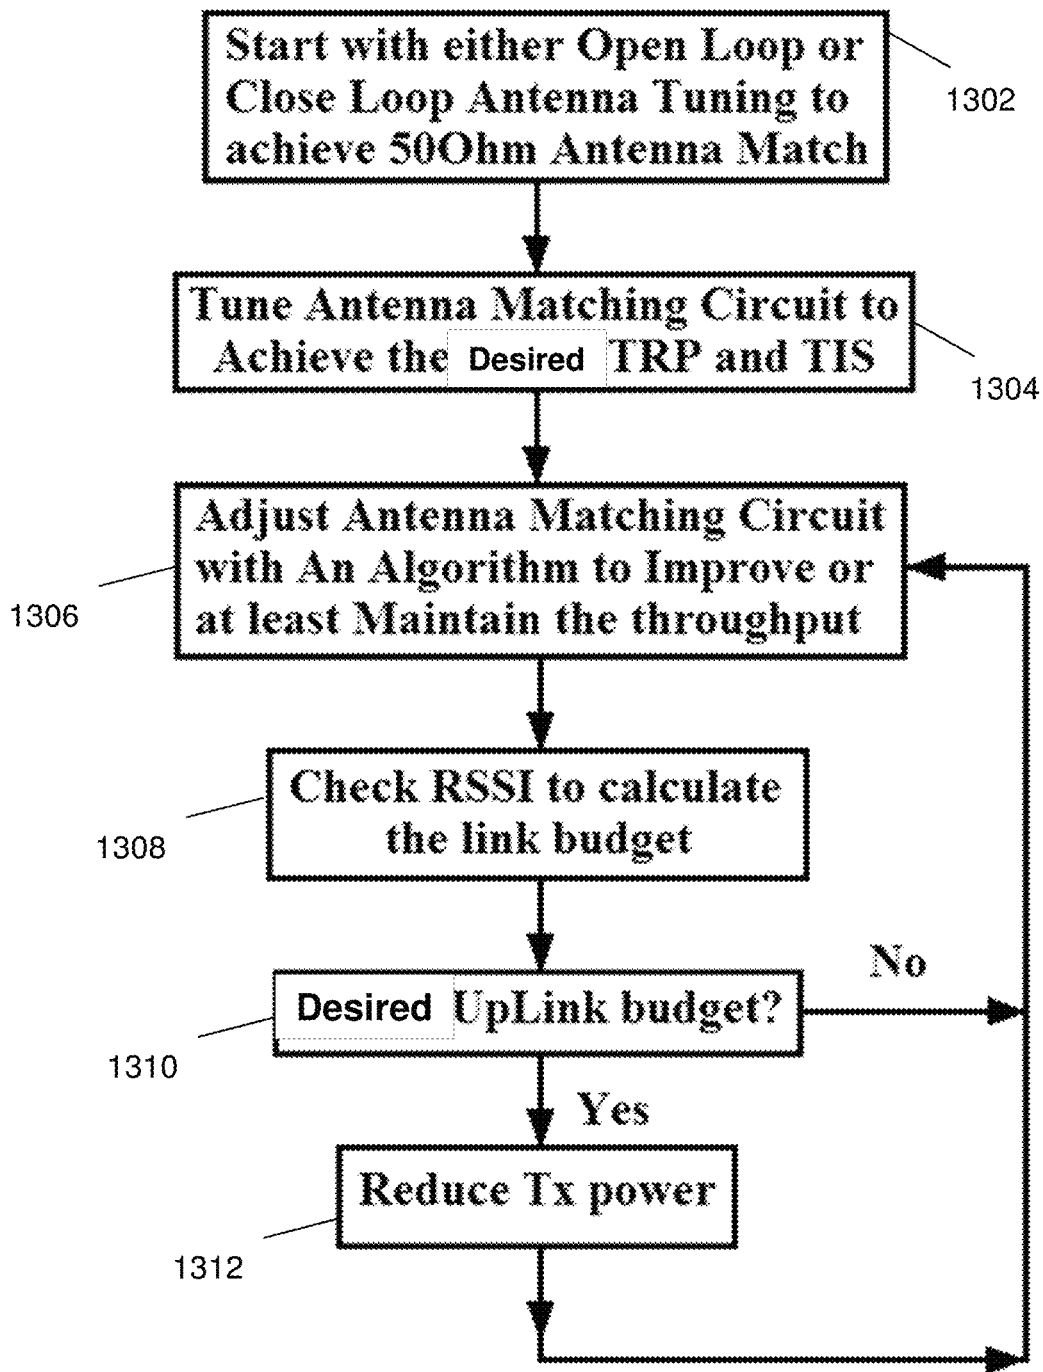 Start with either Open Loop or
Close Loop Antenna Tuning to
achieve 50Ohm Antenna Match
1302
Tune Antenna Matching Circuit to
Achieve the Desired TRP and TIS
1304
Adjust Antenna Matching Circuit
with An Algorithm to Improve or
at least Maintain the throughput
1306
Check RSSI to calculate
the link budget
1308
Desired UpLink budget?
No
1310
Yes
Reduce Tx power
1312